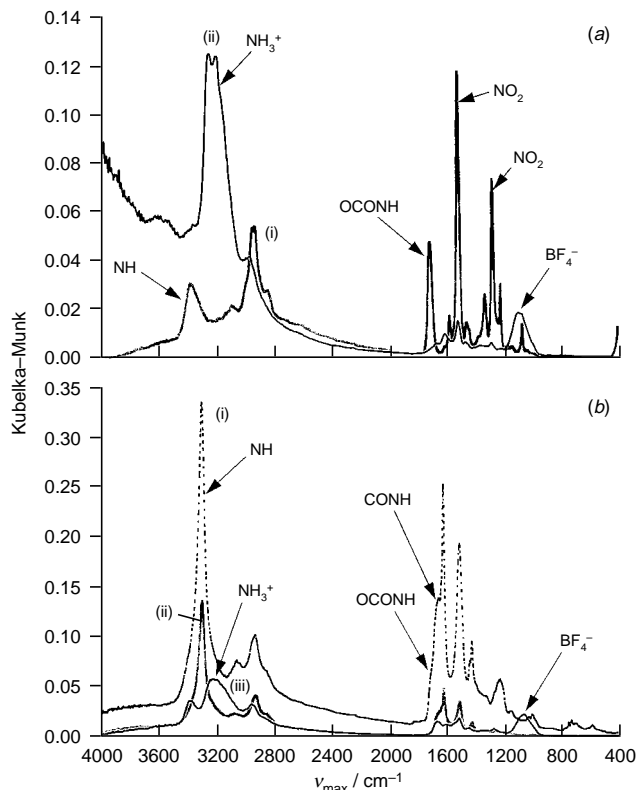 (a)
0.14
0.12
0.10
0.08
0.06
0.04
0.02
0.00
(ii)
NH₃⁺
NO₂
NO₂
OCONH
(i)
NH
BF₄⁻
Kubelka–Munk
(b)
0.35
0.30
0.25
0.20
0.15
0.10
0.05
0.00
(i)
NH
CONH
OCONH
(ii)
NH₃⁺
(iii)
BF₄⁻
4000 3600 3200 2800 2400 2000 1600 1200 800 400
νmax / cm⁻¹